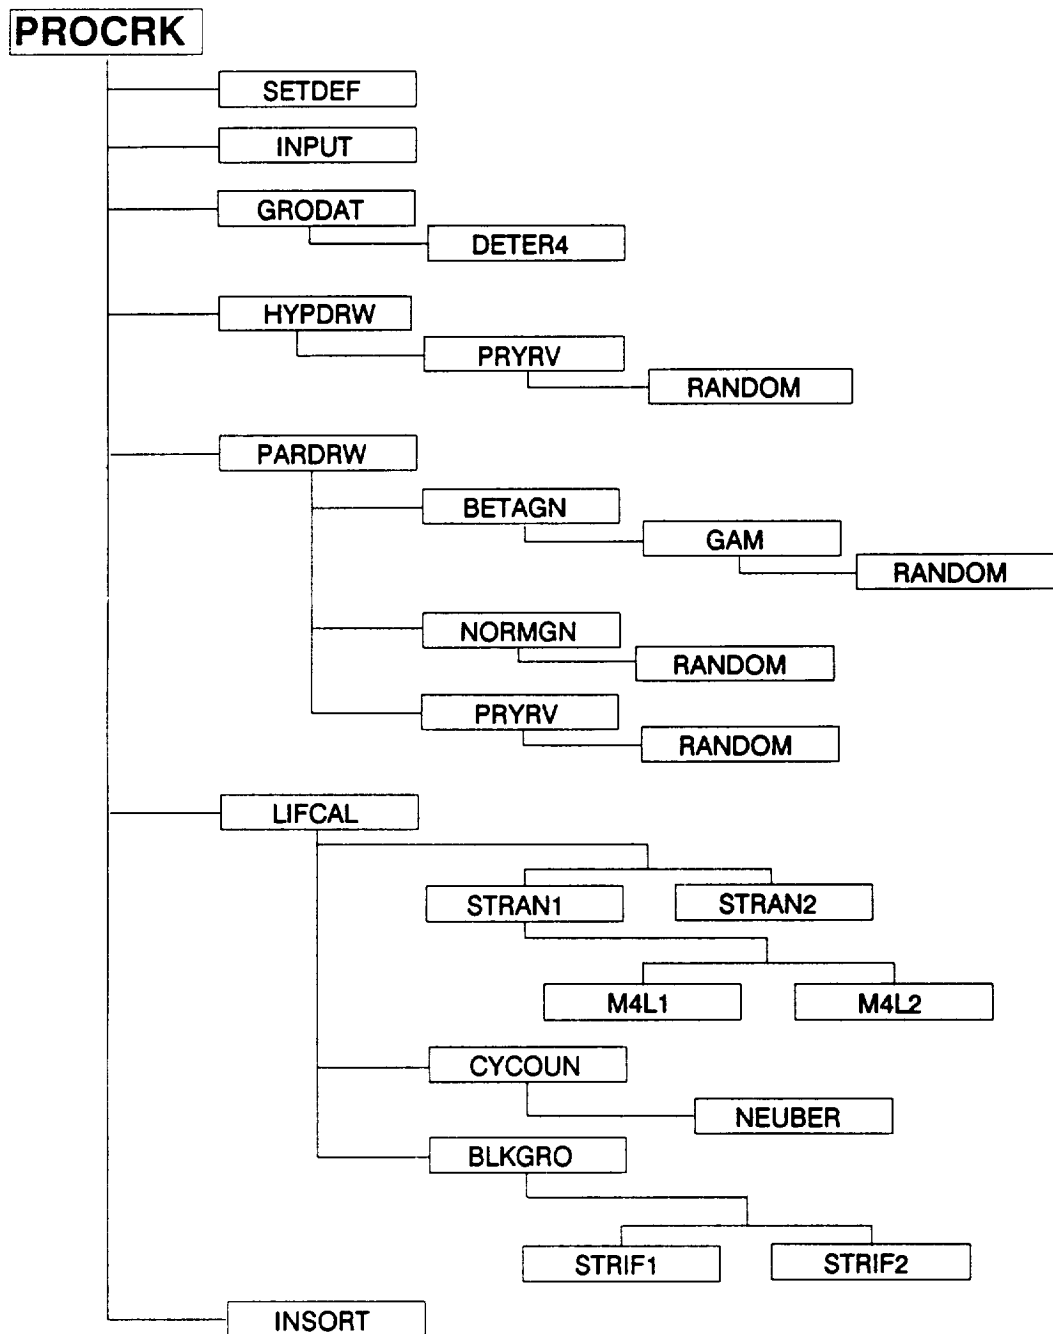 PROCRK
SETDEF
INPUT
GRODAT
DETER4
HYPDRW
PRYRV
RANDOM
PARDRW
BETAGN
GAM
RANDOM
NORMGN
RANDOM
PRYRV
RANDOM
LIFCAL
STRAN1
STRAN2
M4L1
M4L2
CYCOUN
NEUBER
BLKGRO
STRIF1
STRIF2
INSORT